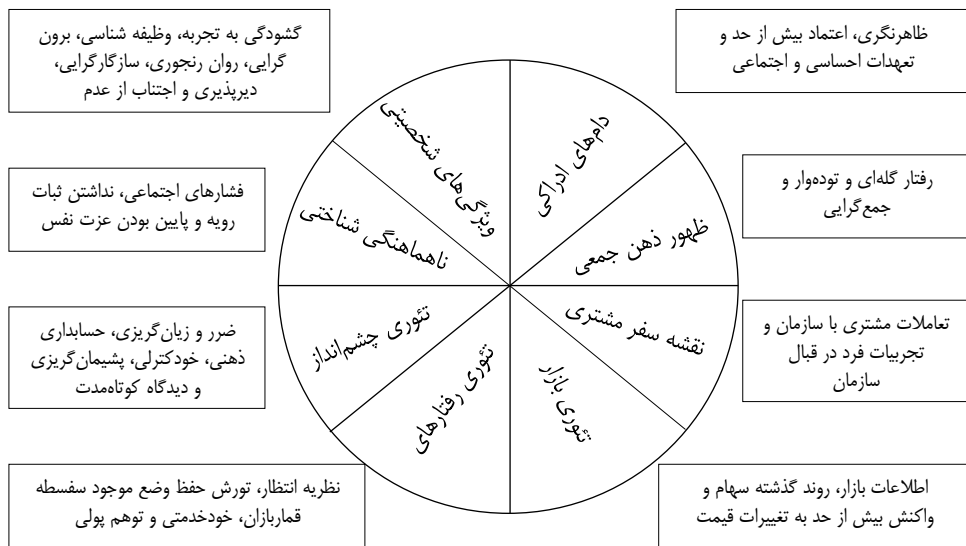 ظاهرنگری، اعتماد بیش از حد و
تعهدات احساسی و اجتماعی
گشودگی به تجربه، وظیفه شناسی، برون
گرایی، روان رنجوری، سازگارگرایی،
دیرپذیری و اجتناب از عدم
دام‌های ادراکی
ویژگی‌های شخصیتی
رفتار گله‌ای و توده‌وار و
جمع‌گرایی
ظهور ذهن جمعی
ناهماهنگی شناختی
فشارهای اجتماعی، نداشتن ثبات
رویه و پایین بودن عزت نفس
تعاملات مشتری با سازمان و
تجربیات فرد در قبال
سازمان
نقشه سفر مشتری
تئوری چشم‌انداز
ضرر و زیان‌گریزی، حسابداری
ذهنی، خودکترلی، پشیمان‌گریزی
و دیدگاه کوتاه‌مدت
تئوری بازار
تئوری رفتارهای
اطلاعات بازار، روند گذشته سهام و
واکنش بیش از حد به تغییرات قیمت
نظریه انتظار، تورش حفظ وضع موجود سفسطه
قماربازان، خودخدمتی و توهم پولی